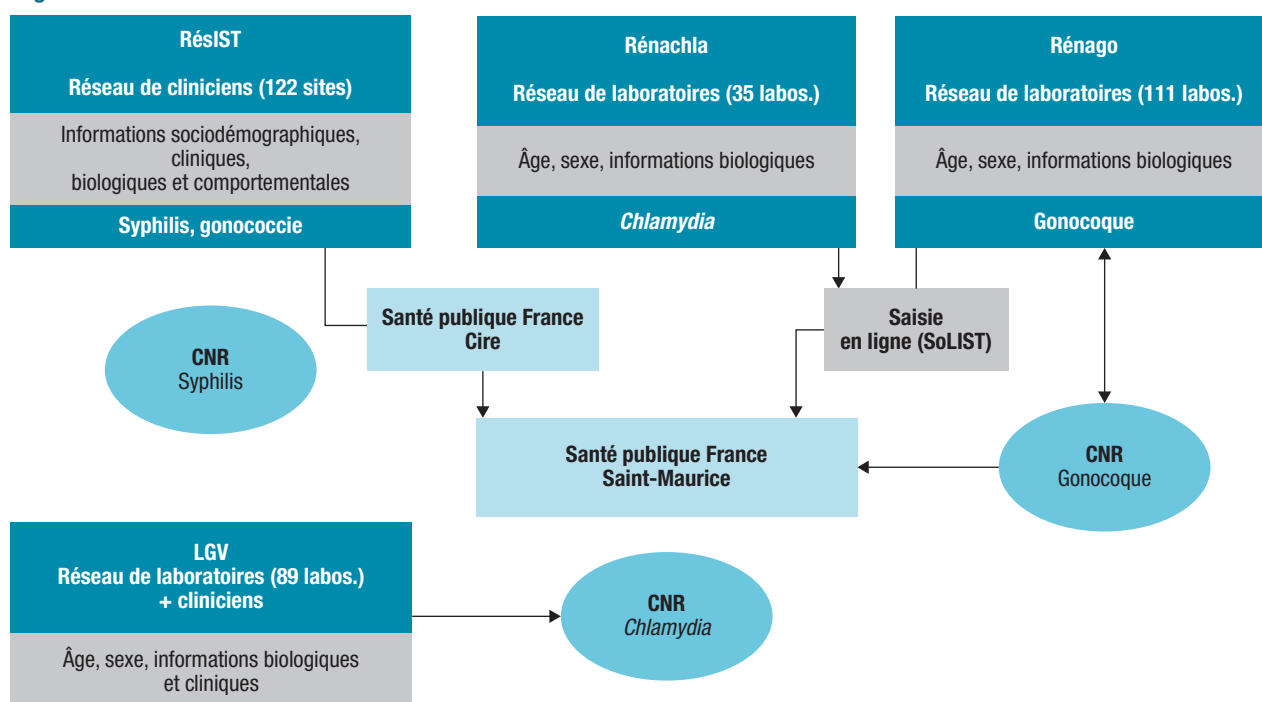 RésIST
Réseau de cliniciens (122 sites)
Informations sociodémographiques,
cliniques,
biologiques et comportementales
Syphilis, gonococcie
Rénachla
Réseau de laboratoires (35 labos.)
Âge, sexe, informations biologiques
Chlamydia
Rénago
Réseau de laboratoires (111 labos.)
Âge, sexe, informations biologiques
Gonocoque
CNR
Syphilis
Santé publique France
Cire
Saisie
en ligne (SoLIST)
Santé publique France
Saint-Maurice
CNR
Gonocoque
LGV
Réseau de laboratoires (89 labos.)
+ cliniciens
Âge, sexe, informations biologiques
et cliniques
CNR
Chlamydia